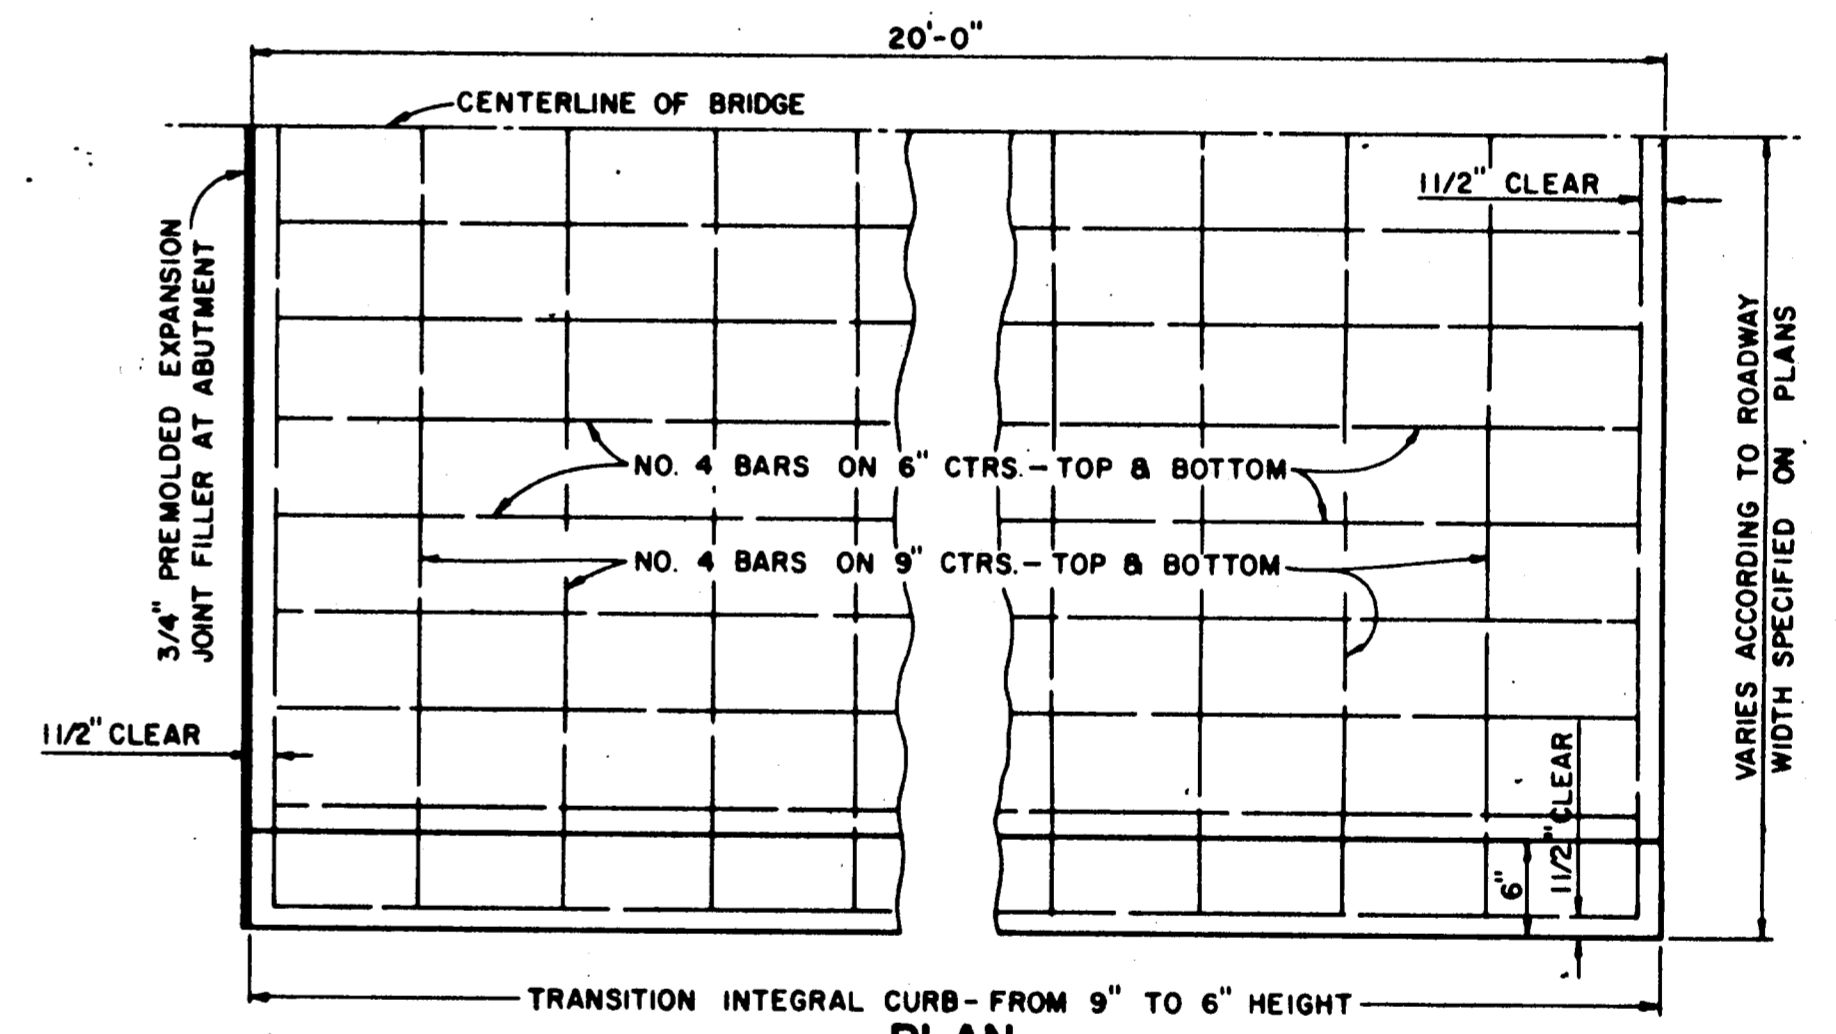 20'-0"
CENTERLINE OF BRIDGE
11/2" CLEAR
3/4" PREMOLDED EXPANSION
JOINT FILLER AT ABUTMENT
VARIES ACCORDING TO ROADWAY
WIDTH SPECIFIED ON PLANS
NO. 4 BARS ON 6" CTRS.-TOP & BOTTOM
NO. 4 BARS ON 9" CTRS.-TOP & BOTTOM
11/2" CLEAR
11/2" CLEAR
6"
TRANSITION INTEGRAL CURB-FROM 9" TO 6" HEIGHT
PLAN